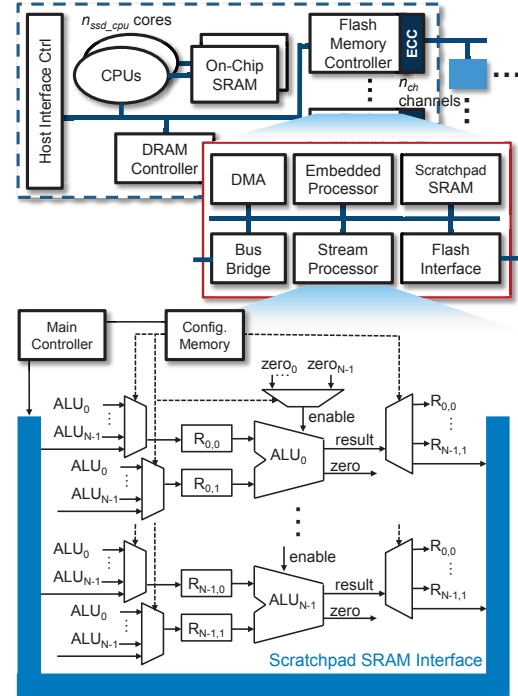 n_ssd_cpu cores
Host Interface Ctrl
CPUs
On-Chip
SRAM
Flash
Memory
Controller
ECC
n_ch
channels
DRAM
Controller
DMA
Embedded
Processor
Scratchpad
SRAM
Bus
Bridge
Stream
Processor
Flash
Interface
Main
Controller
Config.
Memory
zero_0
zero_N-1
enable
ALU_0
ALU_N-1
R_0,0
ALU_0
result
zero
R_0,0
R_N-1,1
ALU_0
ALU_N-1
R_0,1
enable
ALU_0
ALU_N-1
R_N-1,0
ALU_N-1
result
zero
R_0,0
R_N-1,1
ALU_0
ALU_N-1
R_N-1,1
Scratchpad SRAM Interface